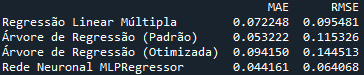 MAE RMSE
Regressão Linear Múltipla 0.072248 0.095481
Árvore de Regressão (Padrão) 0.053222 0.115326
Árvore de Regressão (Otimizada) 0.094150 0.144513
Rede Neuronal MLPRegressor 0.044161 0.064068